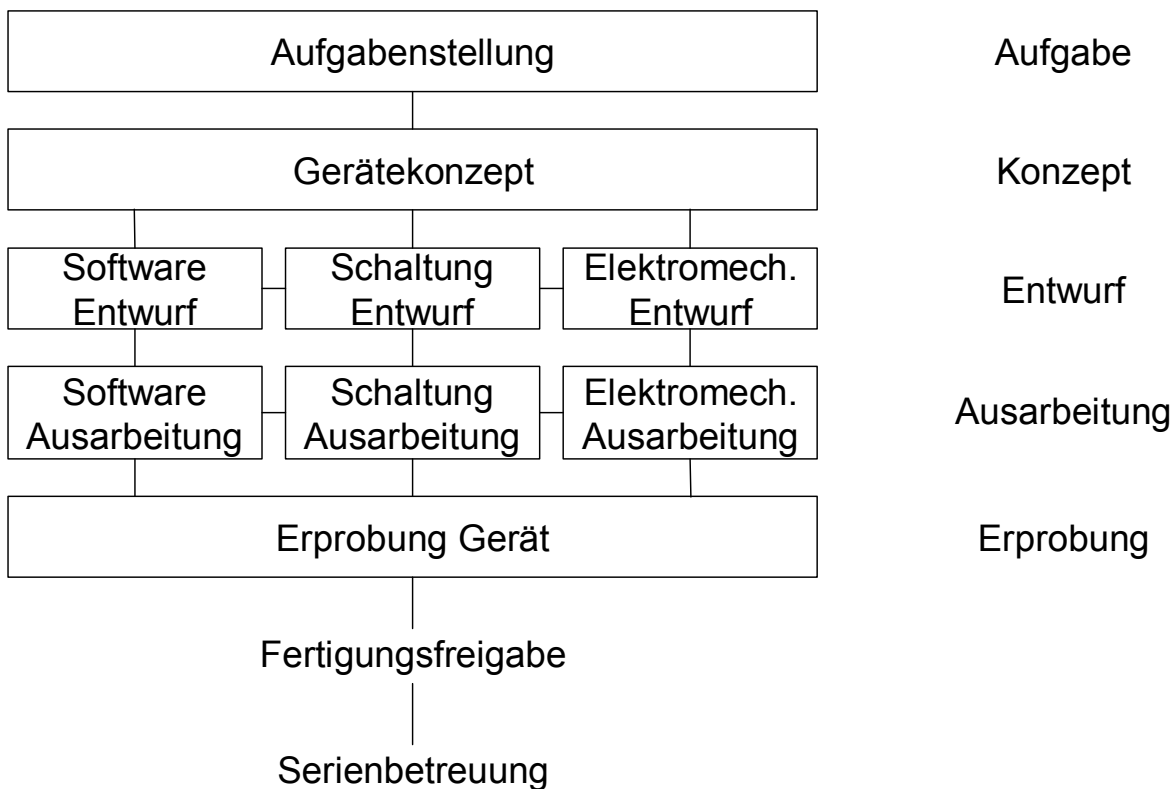 Aufgabenstellung
Aufgabe
Gerätekonzept
Konzept
Software
Entwurf
Schaltung
Entwurf
Elektromech.
Entwurf
Entwurf
Software
Ausarbeitung
Schaltung
Ausarbeitung
Elektromech.
Ausarbeitung
Ausarbeitung
Erprobung Gerät
Erprobung
Fertigungsfreigabe
Serienbetreuung